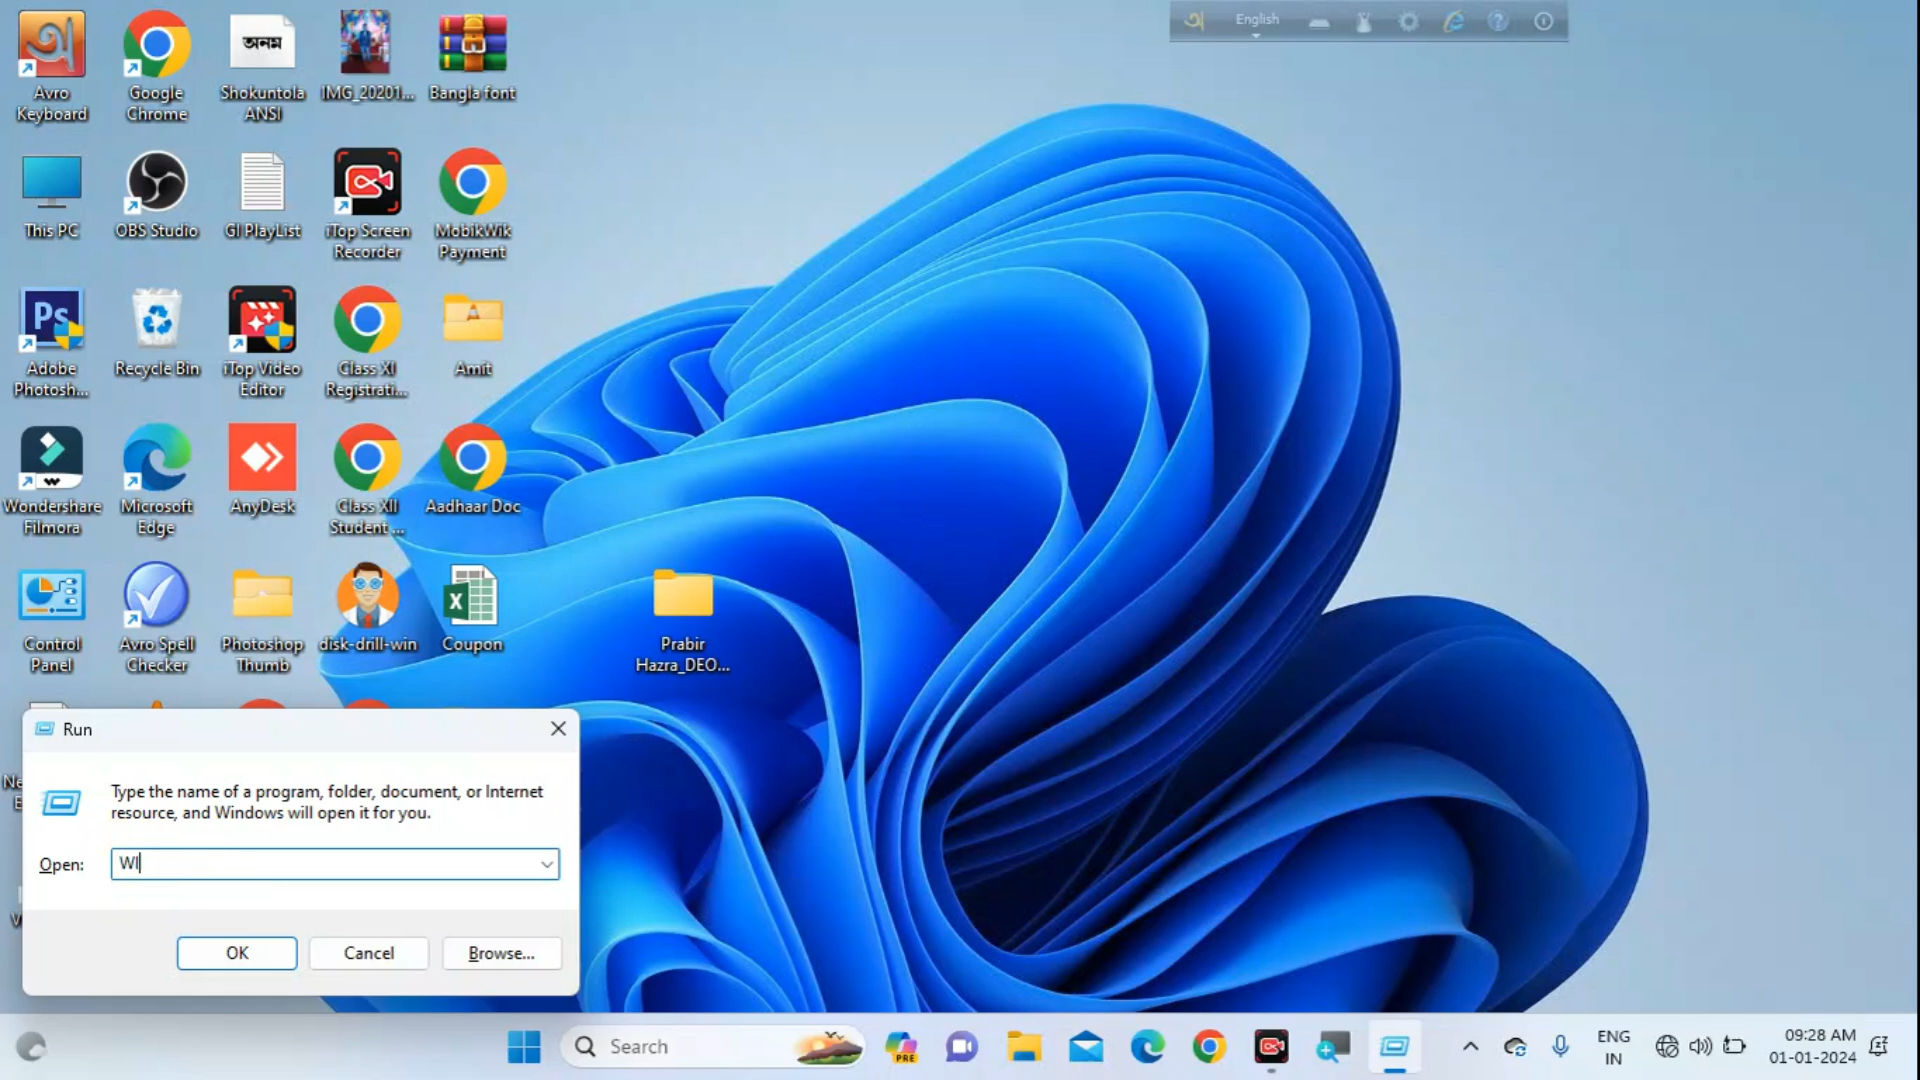 English
Avro
Keyboard
Google
Chrome
অনম
Shokuntola
ANSI
IMG_20201...
Bangla font
This PC
OBS Studio
GI PlayList
iTop Screen
Recorder
MobikWik
Payment
Ps
Adobe
Photosh...
Recycle Bin
iTop Video
Editor
Class XI
Registrati...
Amit
Wondershare
Filmora
Microsoft
Edge
AnyDesk
Class XII
Student ...
Aadhaar Doc
Control
Panel
Avro Spell
Checker
Photoshop
Thumb
disk-drill-win
Coupon
Prabir
Hazra_DEO...
Run
Type the name of a program, folder, document, or Internet
resource, and Windows will open it for you.
Open:
WI
OK
Cancel
Browse...
Search
PRE
ENG
IN
09:28 AM
01-01-2024